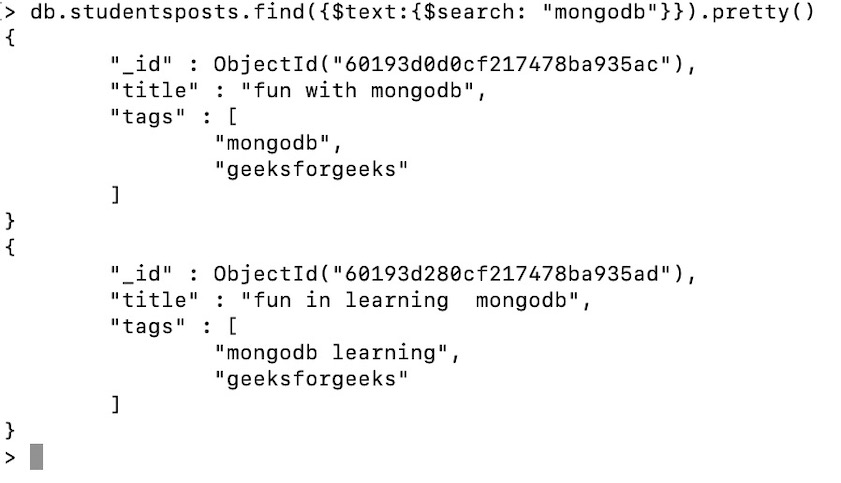 > db.studentsposts.find({$text:{$search: "mongodb"}}).pretty()
{
        "_id" : ObjectId("60193d0d0cf217478ba935ac"),
        "title" : "fun with mongodb",
        "tags" : [
                "mongodb",
                "geeksforgeeks"
        ]
}
{
        "_id" : ObjectId("60193d280cf217478ba935ad"),
        "title" : "fun in learning  mongodb",
        "tags" : [
                "mongodb learning",
                "geeksforgeeks"
        ]
}
>